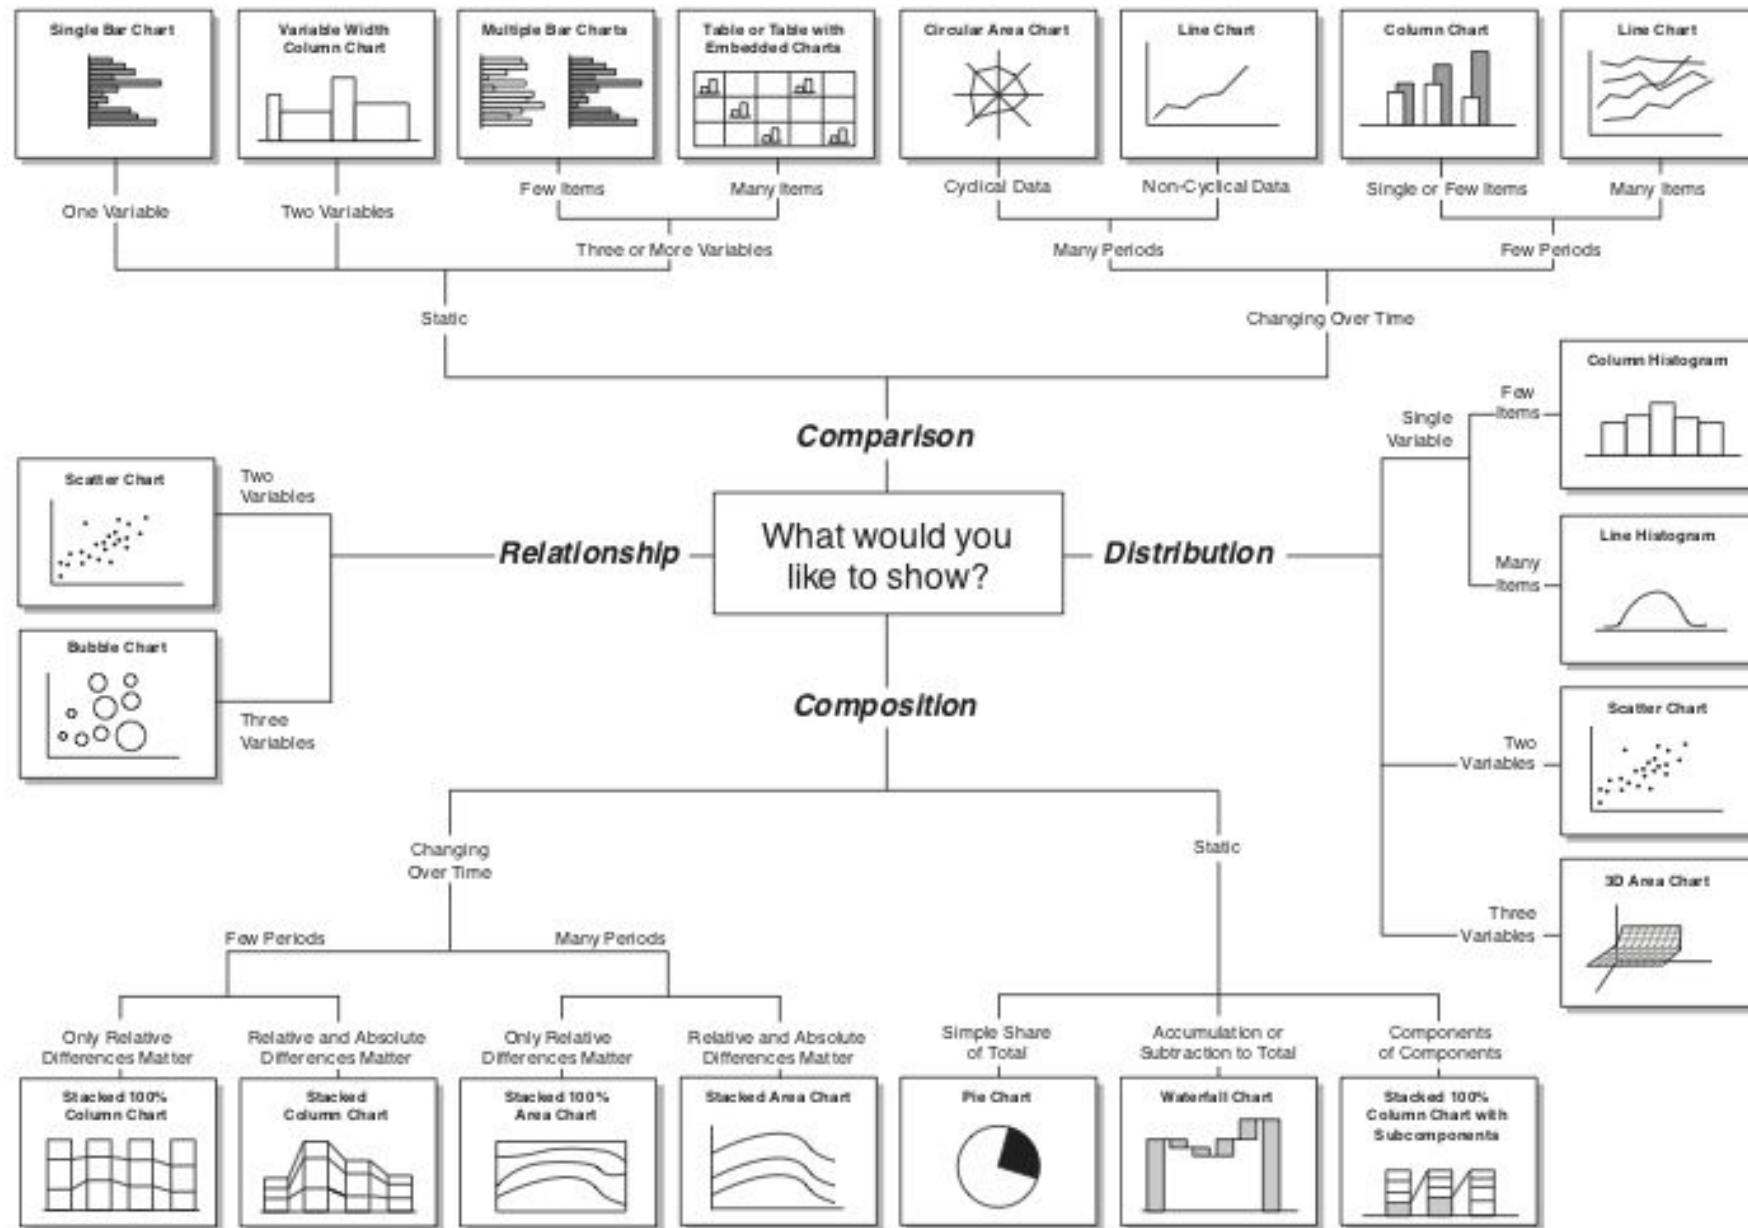 Single Bar Chart
Variable Width
Column Chart
Multiple Bar Charts
Table or Table with
Embedded Charts
Circular Area Chart
Line Chart
Column Chart
Line Chart
Few Items
Many Items
Cyclical Data
Non-Cyclical Data
Single or Few Items
Many Items
One Variable
Two Variables
Three or More Variables
Many Periods
Few Periods
Static
Changing Over Time
Comparison
Scatter Chart
Two
Variables
Bubble Chart
Three
Variables
Relationship
What would you
like to show?
Distribution
Single
Variable
Few
Items
Column Histogram
Many
Items
Line Histogram
Two
Variables
Scatter Chart
Three
Variables
3D Area Chart
Composition
Changing
Over Time
Static
Few Periods
Many Periods
Only Relative
Differences Matter
Relative and Absolute
Differences Matter
Only Relative
Differences Matter
Relative and Absolute
Differences Matter
Simple Share
of Total
Accumulation or
Subtraction to Total
Components
of Components
Stacked 100%
Column Chart
Stacked
Column Chart
Stacked 100%
Area Chart
Stacked Area Chart
Pie Chart
Waterfall Chart
Stacked 100%
Column Chart with
Subcomponents